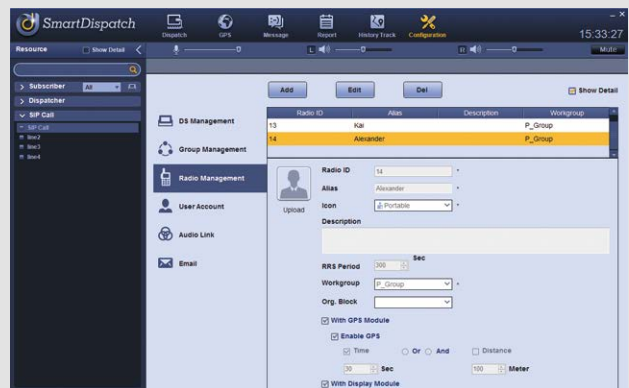 SmartDispatch
Dispatch GPS Message Report History Track Configuration
15:33:27
Resource Show Detail L R Mute
Subscriber All
Dispatcher
SIP Call
SIP Call
line2
line3
line4
Add Edit Del Show Detail
DS Management
Group Management
Radio Management
User Account
Audio Link
Email
Radio ID Alias Description Workgroup
13 Kai P_Group
14 Alexander P_Group
Upload
Radio ID 14 *
Alias Alexander *
Icon Portable *
Description
RRS Period 300 Sec
Workgroup P_Group *
Org. Block
With GPS Module
Enable GPS
Time Or And Distance
30 Sec 100 Meter
With Display Module